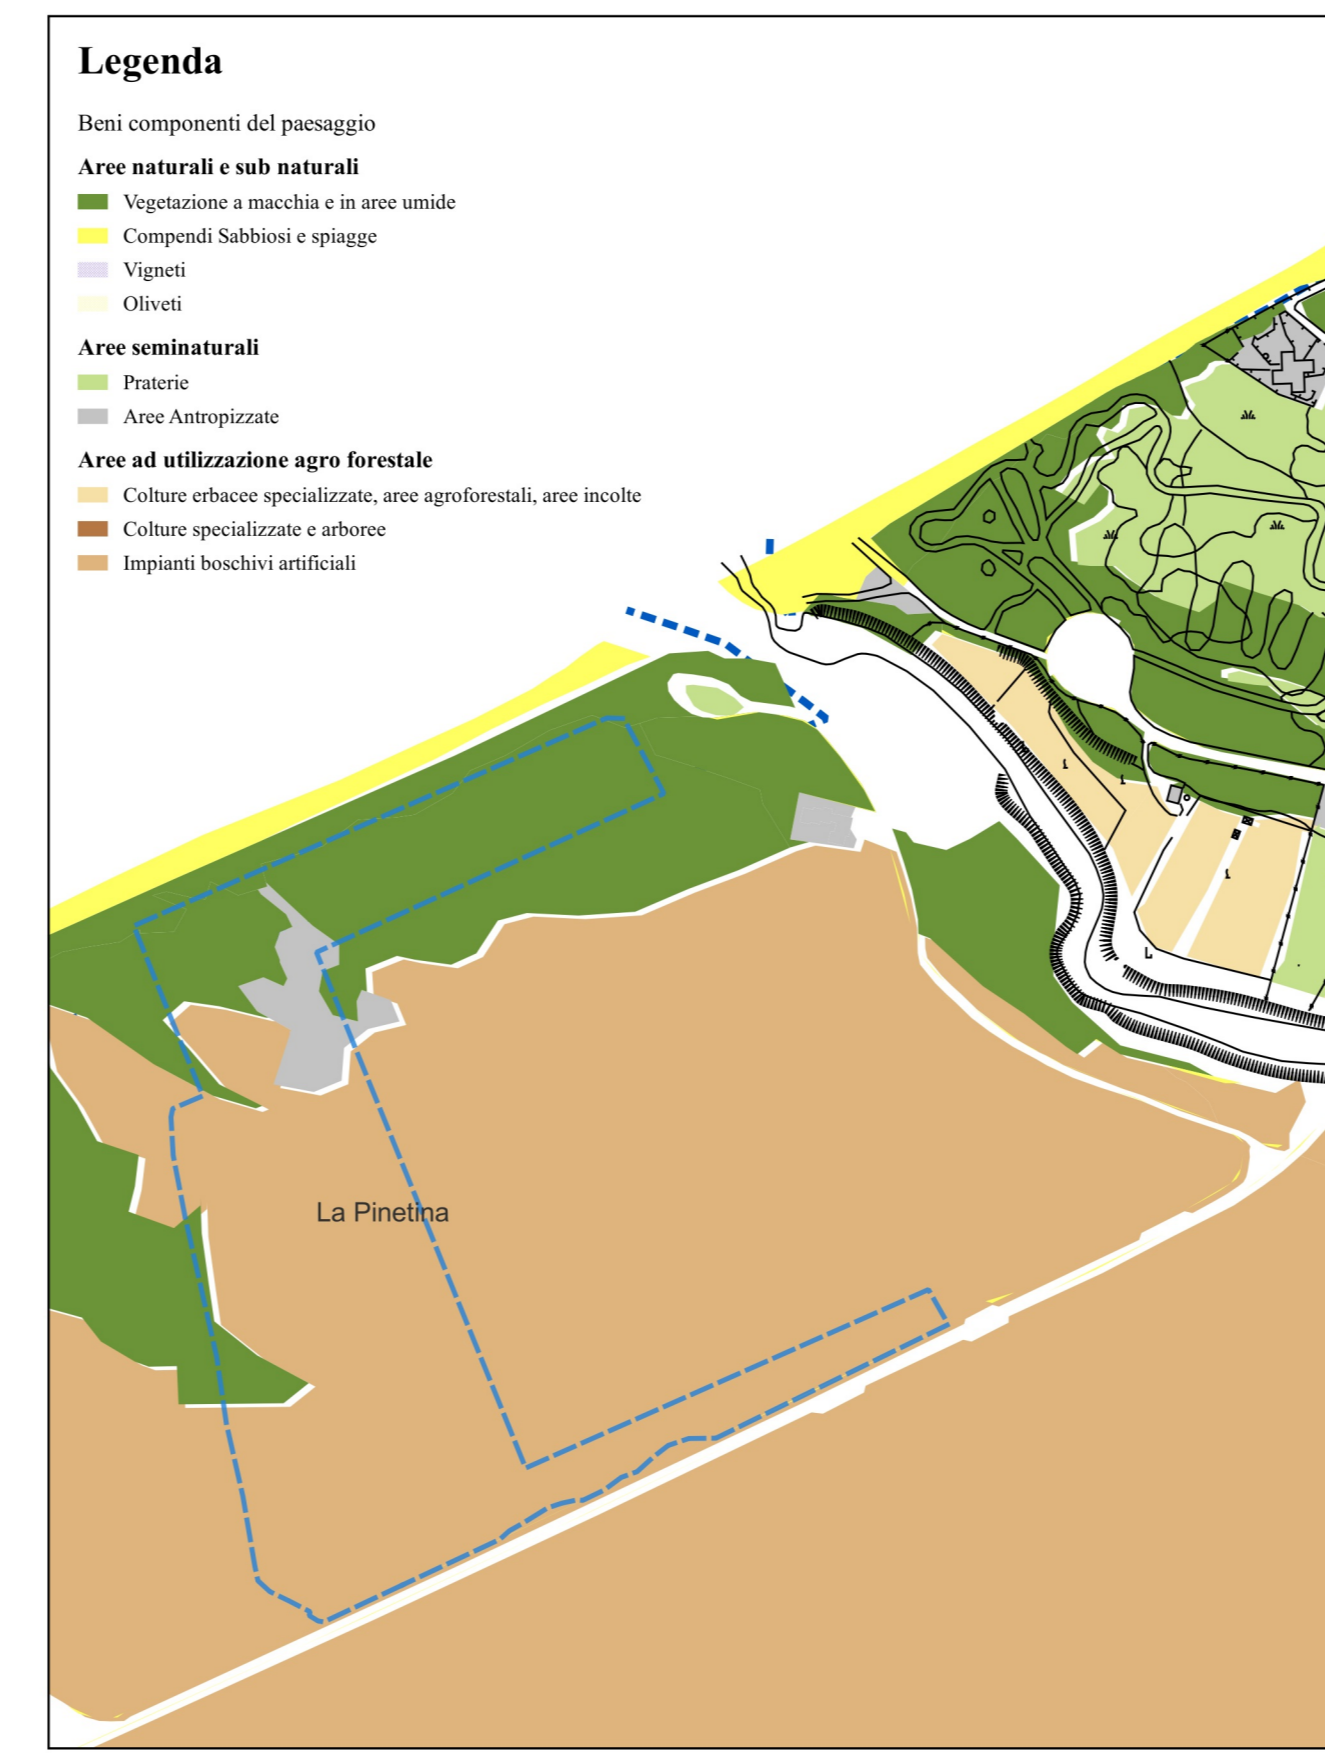 Legenda
Beni componenti del paesaggio
Aree naturali e sub naturali
Vegetazione a macchia e in aree umide
Compendi Sabbiosi e spiagge
Vigneti
Oliveti
Aree seminaturali
Praterie
Aree Antropizzate
Aree ad utilizzazione agro forestale
Colture erbacee specializzate, aree agroforestali, aree incolte
Colture specializzate e arboree
Impianti boschivi artificiali
La Pinetina